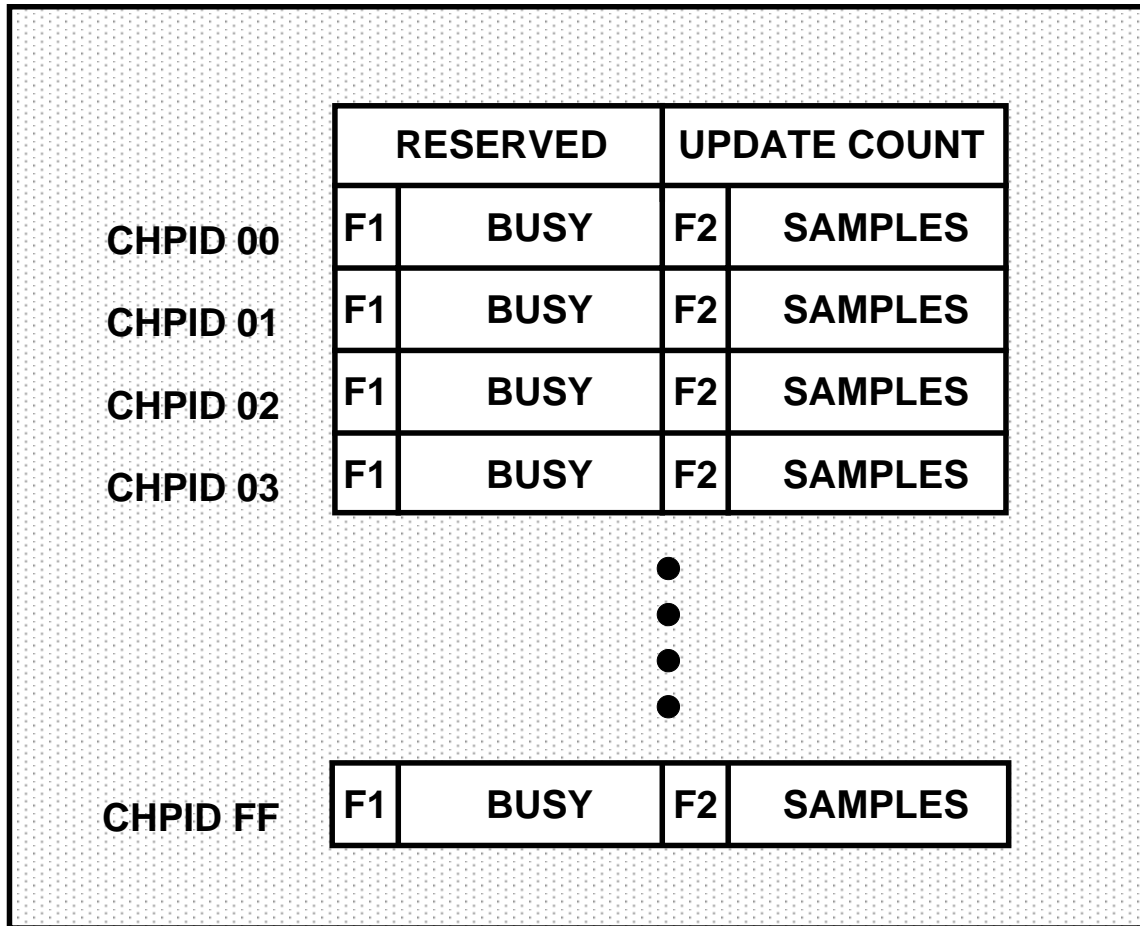 RESERVED UPDATE COUNT
CHPID 00 F1 BUSY F2 SAMPLES
CHPID 01 F1 BUSY F2 SAMPLES
CHPID 02 F1 BUSY F2 SAMPLES
CHPID 03 F1 BUSY F2 SAMPLES
CHPID FF F1 BUSY F2 SAMPLES